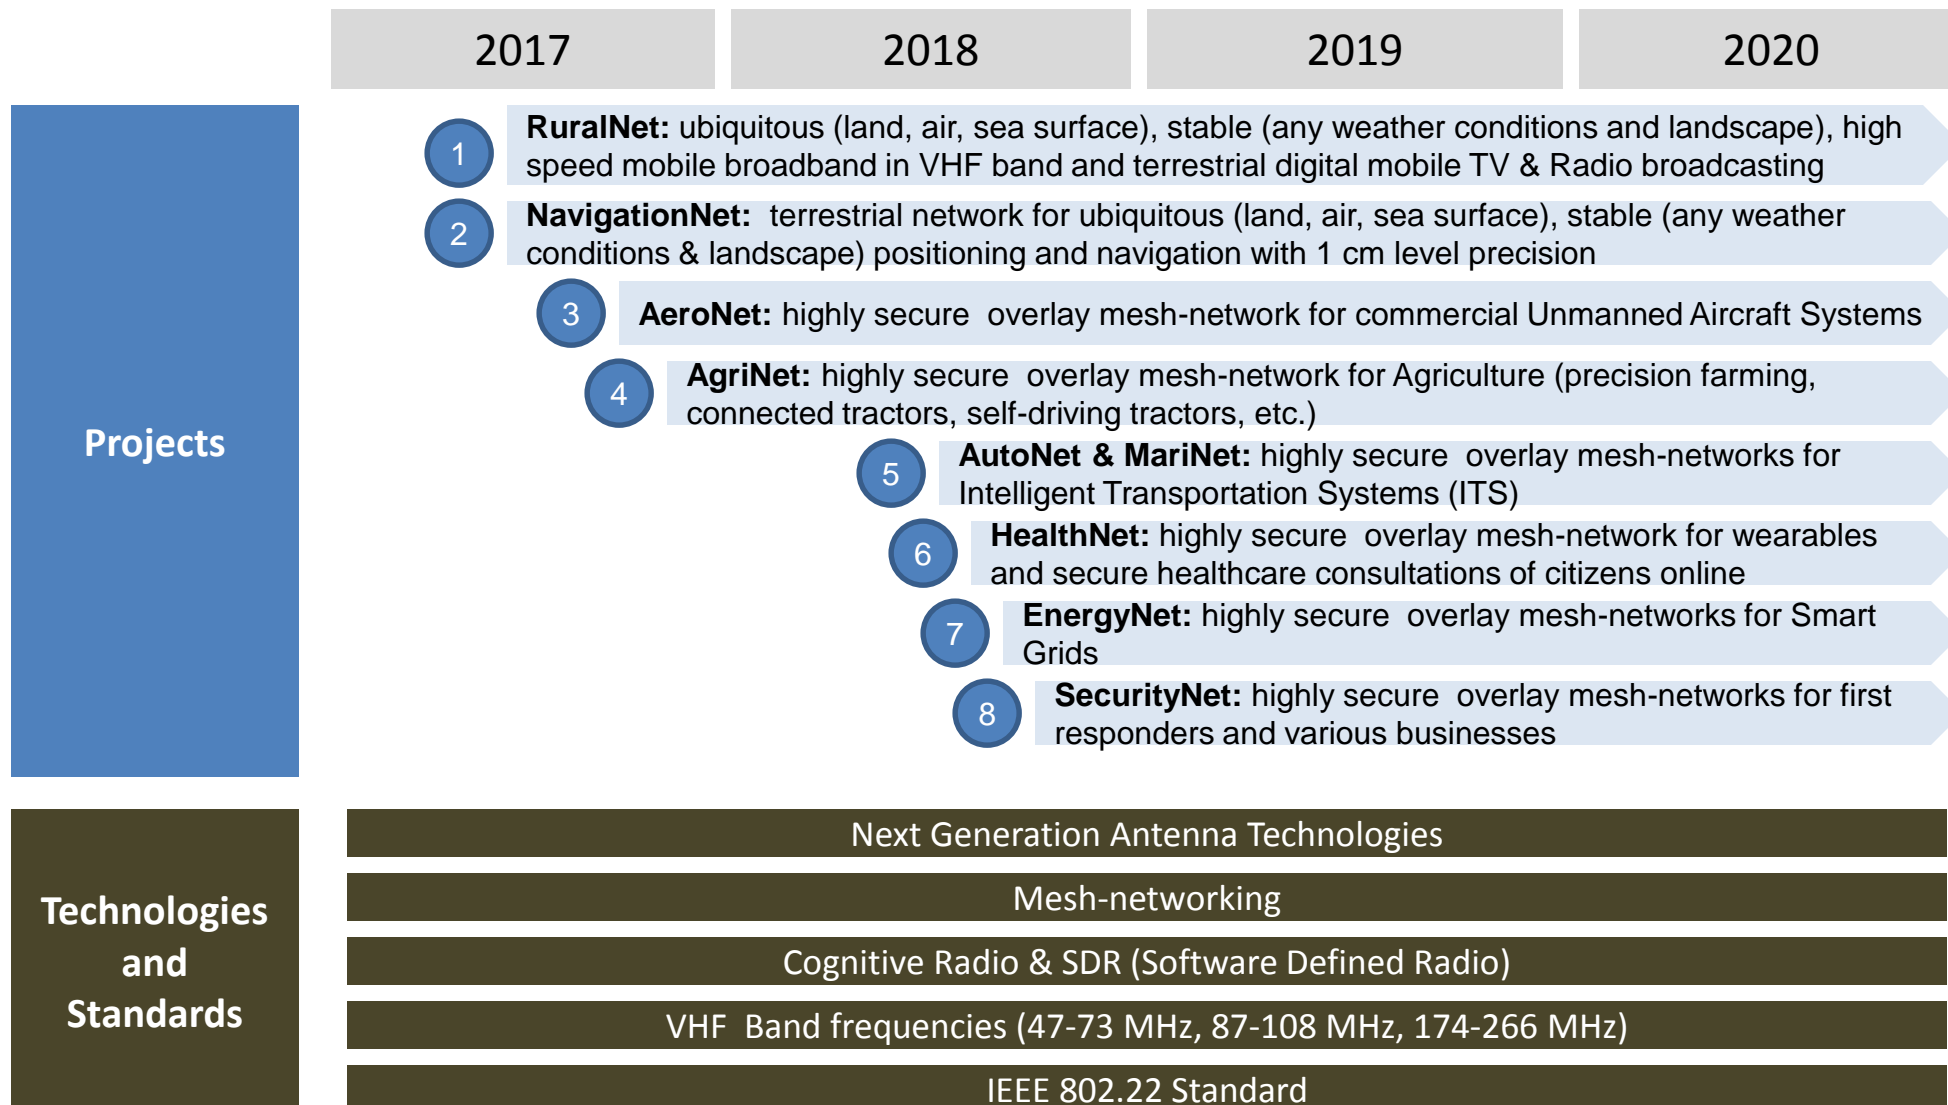 2017 2018 2019 2020
Projects
1
RuralNet: ubiquitous (land, air, sea surface), stable (any weather conditions and landscape), high
speed mobile broadband in VHF band and terrestrial digital mobile TV & Radio broadcasting
2
NavigationNet: terrestrial network for ubiquitous (land, air, sea surface), stable (any weather
conditions & landscape) positioning and navigation with 1 cm level precision
3
AeroNet: highly secure overlay mesh-network for commercial Unmanned Aircraft Systems
4
AgriNet: highly secure overlay mesh-network for Agriculture (precision farming,
connected tractors, self-driving tractors, etc.)
5
AutoNet & MariNet: highly secure overlay mesh-networks for
Intelligent Transportation Systems (ITS)
6
HealthNet: highly secure overlay mesh-network for wearables
and secure healthcare consultations of citizens online
7
EnergyNet: highly secure overlay mesh-networks for Smart
Grids
8
SecurityNet: highly secure overlay mesh-networks for first
responders and various businesses
Technologies
and
Standards
Next Generation Antenna Technologies
Mesh-networking
Cognitive Radio & SDR (Software Defined Radio)
VHF Band frequencies (47-73 MHz, 87-108 MHz, 174-266 MHz)
IEEE 802.22 Standard